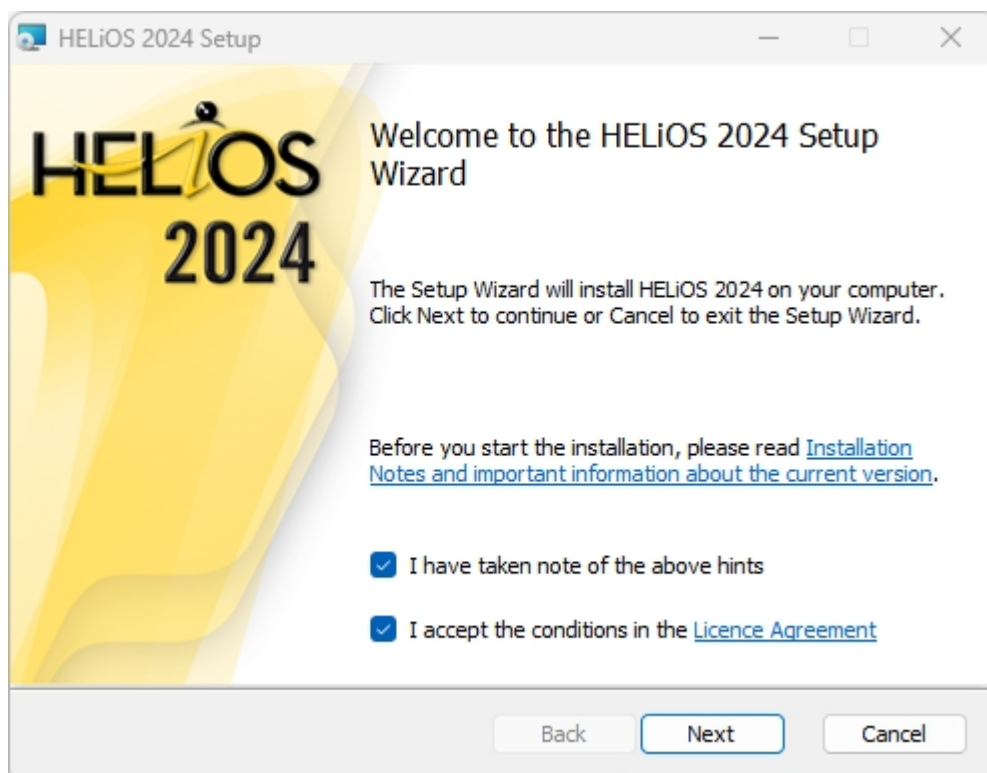 HELiOS 2024 Setup
HELiOS
2024
Welcome to the HELiOS 2024 Setup
Wizard
The Setup Wizard will install HELiOS 2024 on your computer.
Click Next to continue or Cancel to exit the Setup Wizard.
Before you start the installation, please read Installation
Notes and important information about the current version.
I have taken note of the above hints
I accept the conditions in the Licence Agreement
Back Next Cancel